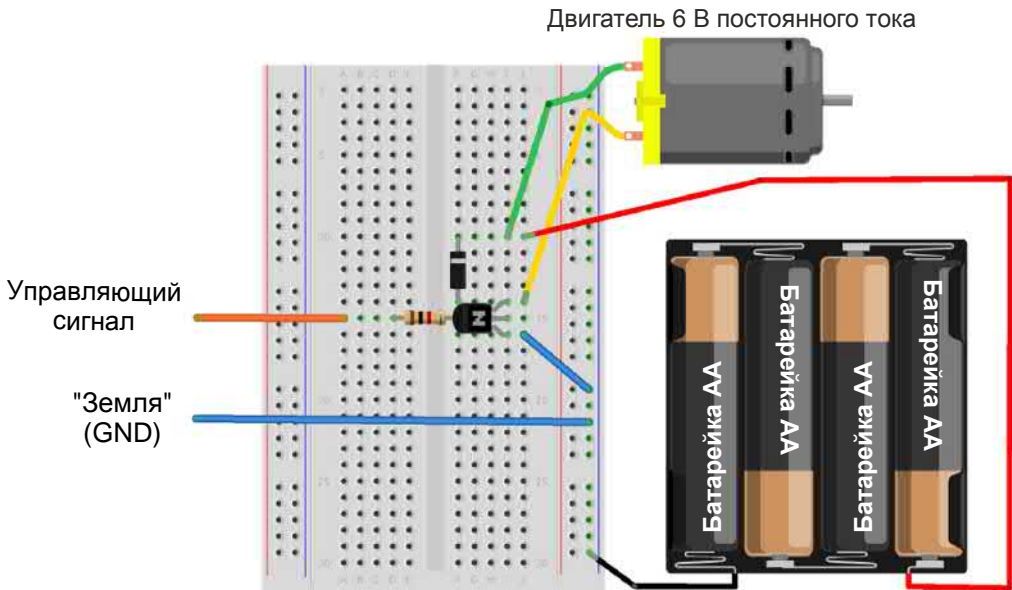 Двигатель 6 В постоянного тока
Управляющий
сигнал
"Земля"
(GND)
N
Батарейка АА
Батарейка АА
Батарейка АА
Батарейка АА